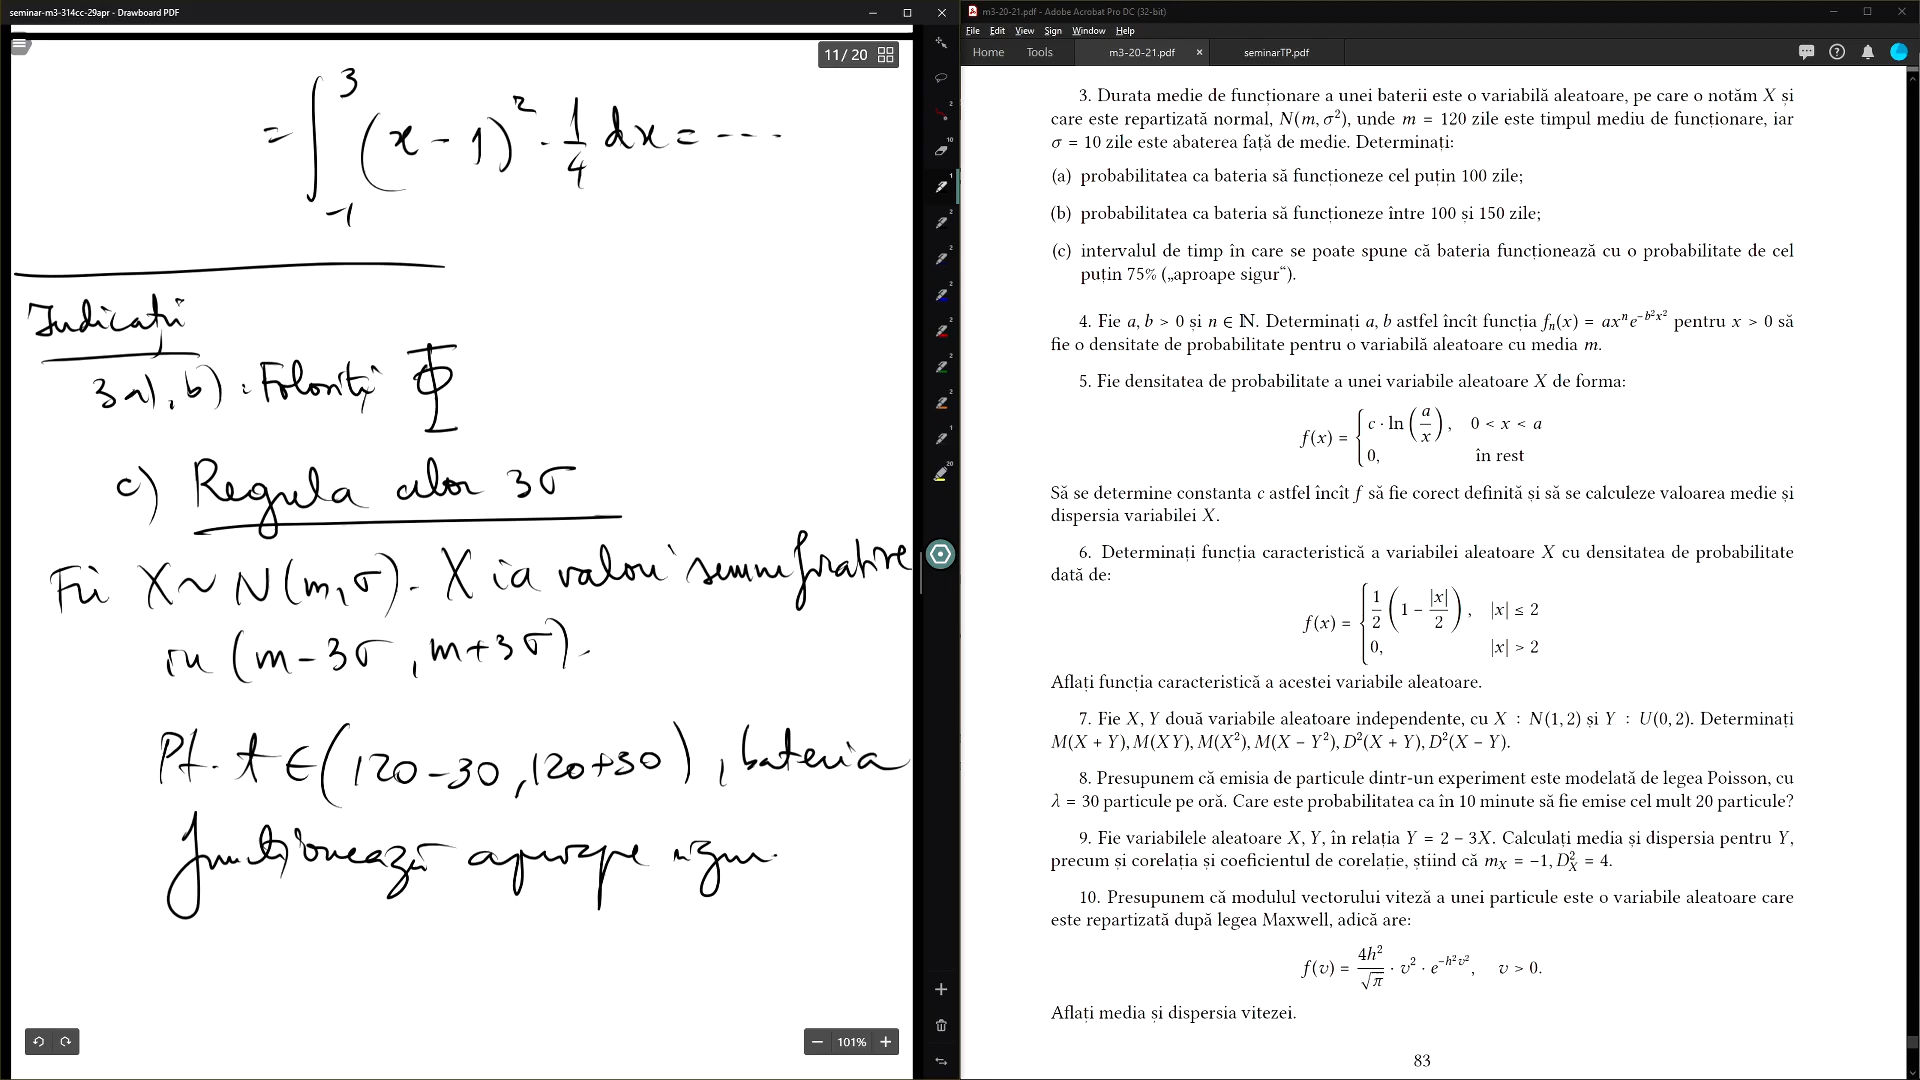 seminar-m3-314cc-29apr - Drawboard PDF
11 / 20
= ∫_{-1}^{3} (x - 1)^2 · 1/4 dx = ---
Indicații
3 a), b) : Folosiți Φ
c) Regula celor 3σ
Fie X ~ N(m, σ). X ia valori semnificative
în (m - 3σ, m + 3σ).
Pt. t ∈ (120 - 30, 120 + 30), bateria
funcționează aproape sigur.
101%
m3-20-21.pdf - Adobe Acrobat Pro DC (32-bit)
File Edit View Sign Window Help
Home Tools m3-20-21.pdf × seminarTP.pdf
3. Durata medie de funcționare a unei baterii este o variabilă aleatoare, pe care o notăm X și
care este repartizată normal, N(m, σ²), unde m = 120 zile este timpul mediu de funcționare, iar
σ = 10 zile este abaterea față de medie. Determinați:
(a) probabilitatea ca bateria să funcționeze cel puțin 100 zile;
(b) probabilitatea ca bateria să funcționeze între 100 și 150 zile;
(c) intervalul de timp în care se poate spune că bateria funcționează cu o probabilitate de cel
puțin 75% („aproape sigur“).
4. Fie a, b > 0 și n ∈ ℕ. Determinați a, b astfel încît funcția fₙ(x) = axⁿe^{-b²x²} pentru x > 0 să
fie o densitate de probabilitate pentru o variabilă aleatoare cu media m.
5. Fie densitatea de probabilitate a unei variabile aleatoare X de forma:
f(x) = { c · ln(a/x), 0 < x < a
0, în rest
Să se determine constanta c astfel încît f să fie corect definită și să se calculeze valoarea medie și
dispersia variabilei X.
6. Determinați funcția caracteristică a variabilei aleatoare X cu densitatea de probabilitate
dată de:
f(x) = { 1/2 (1 - |x|/2), |x| ≤ 2
0, |x| > 2
Aflați funcția caracteristică a acestei variabile aleatoare.
7. Fie X, Y două variabile aleatoare independente, cu X : N(1, 2) și Y : U(0, 2). Determinați
M(X + Y), M(XY), M(X²), M(X − Y²), D²(X + Y), D²(X − Y).
8. Presupunem că emisia de particule dintr-un experiment este modelată de legea Poisson, cu
λ = 30 particule pe oră. Care este probabilitatea ca în 10 minute să fie emise cel mult 20 particule?
9. Fie variabilele aleatoare X, Y, în relația Y = 2 − 3X. Calculați media și dispersia pentru Y,
precum și corelația și coeficientul de corelație, știind că m_X = −1, D²_X = 4.
10. Presupunem că modulul vectorului viteză a unei particule este o variabile aleatoare care
este repartizată după legea Maxwell, adică are:
f(v) = 4h²/√π · v² · e^{-h²v²}, v > 0.
Aflați media și dispersia vitezei.
83